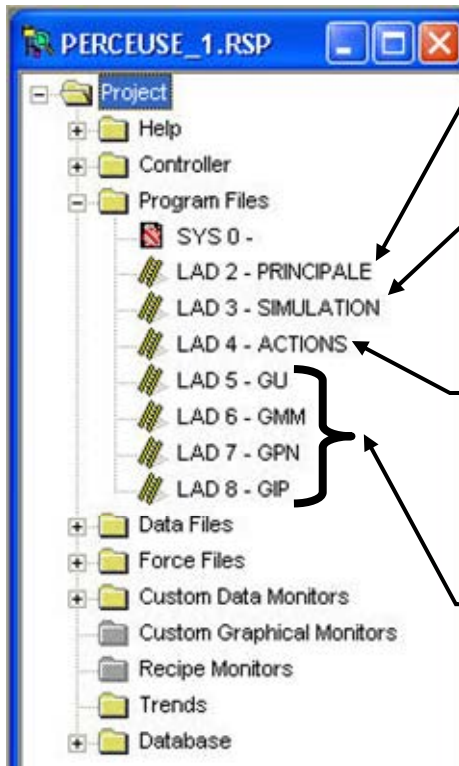 PERCEUSE_1.RSP
Project
Help
Controller
Program Files
SYS 0 -
LAD 2 - PRINCIPALE
LAD 3 - SIMULATION
LAD 4 - ACTIONS
LAD 5 - GU
LAD 6 - GMM
LAD 7 - GPN
LAD 8 - GIP
Data Files
Force Files
Custom Data Monitors
Custom Graphical Monitors
Recipe Monitors
Trends
Database